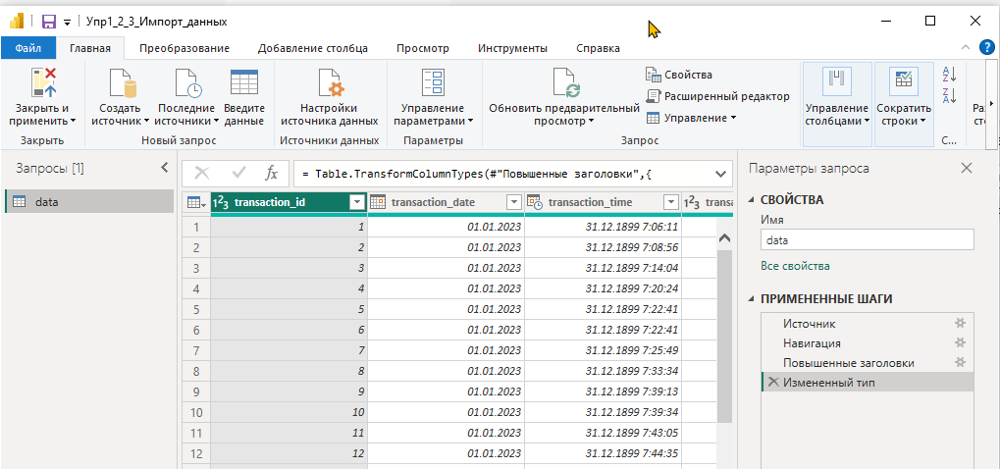 Упр1_2_3_Импорт_данных
Файл Главная Преобразование Добавление столбца Просмотр Инструменты Справка
Закрыть и применить
Создать источник
Последние источники
Введите данные
Настройки источника данных
Управление параметрами
Обновить предварительный просмотр
Свойства
Расширенный редактор
Управление
Управление столбцами
Сократить строки
Закрыть Новый запрос Источники данных Параметры Запрос С...
Запросы [1]
data
= Table.TransformColumnTypes(#"Повышенные заголовки",{
transaction_id transaction_date transaction_time transa
1 1 01.01.2023 31.12.1899 7:06:11
2 2 01.01.2023 31.12.1899 7:08:56
3 3 01.01.2023 31.12.1899 7:14:04
4 4 01.01.2023 31.12.1899 7:20:24
5 5 01.01.2023 31.12.1899 7:22:41
6 6 01.01.2023 31.12.1899 7:22:41
7 7 01.01.2023 31.12.1899 7:25:49
8 8 01.01.2023 31.12.1899 7:33:34
9 9 01.01.2023 31.12.1899 7:39:13
10 10 01.01.2023 31.12.1899 7:39:34
11 11 01.01.2023 31.12.1899 7:43:05
12 12 01.01.2023 31.12.1899 7:44:35
Параметры запроса
СВОЙСТВА
Имя
data
Все свойства
ПРИМЕНЕННЫЕ ШАГИ
Источник
Навигация
Повышенные заголовки
Измененный тип